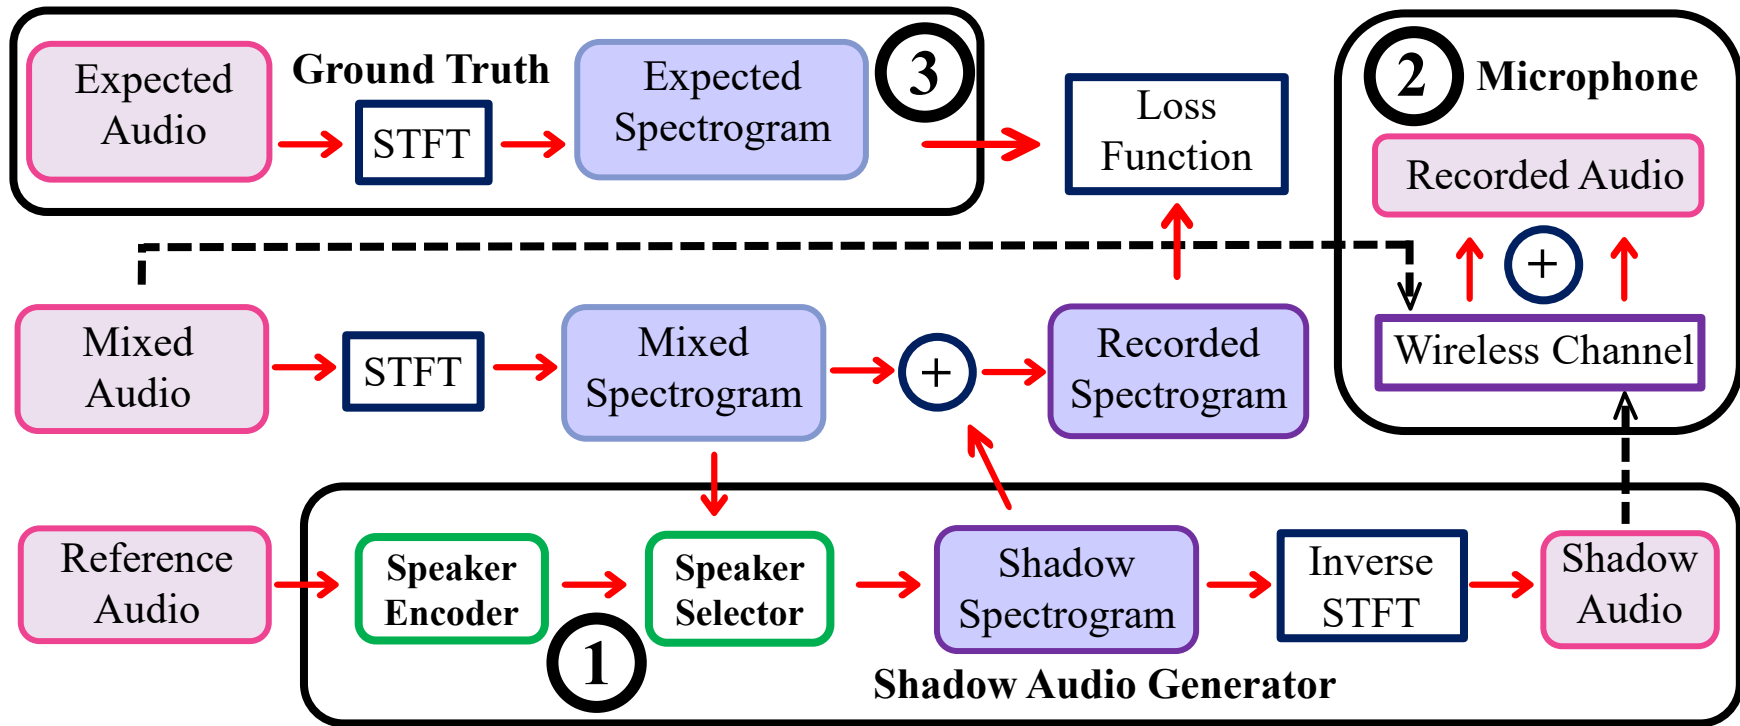 Expected
Audio
Ground Truth
STFT
Expected
Spectrogram
3
Loss
Function
2
Microphone
Recorded Audio
+
Wireless Channel
Mixed
Audio
STFT
Mixed
Spectrogram
+
Recorded
Spectrogram
Reference
Audio
Speaker
Encoder
1
Speaker
Selector
Shadow
Spectrogram
Inverse
STFT
Shadow
Audio
Shadow Audio Generator